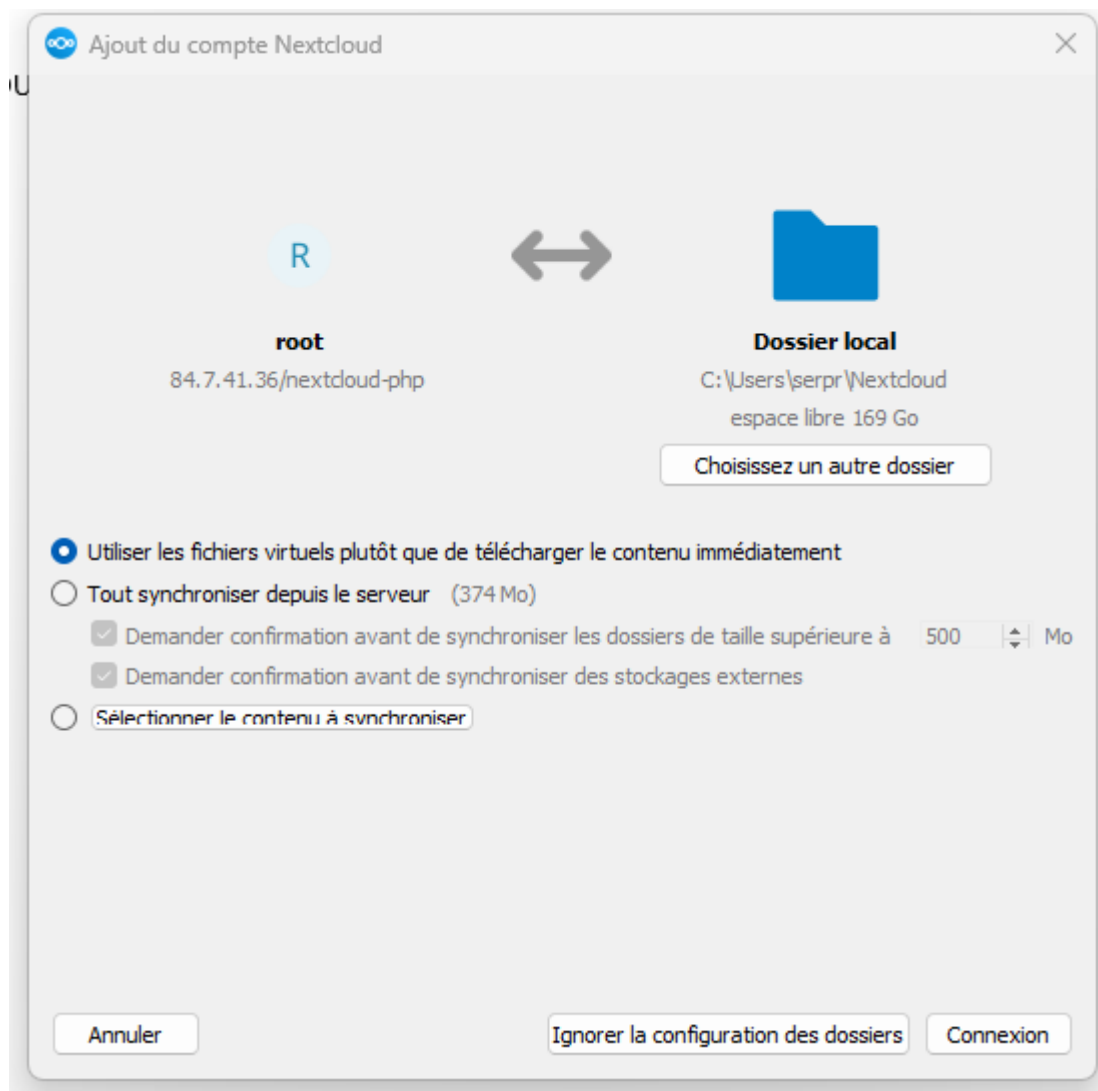 Ajout du compte Nextcloud
R
root
84.7.41.36/nextcloud-php
Dossier local
C:\Users\serpr\Nextcloud
espace libre 169 Go
Choisissez un autre dossier
Utiliser les fichiers virtuels plutôt que de télécharger le contenu immédiatement
Tout synchroniser depuis le serveur (374 Mo)
Demander confirmation avant de synchroniser les dossiers de taille supérieure à 500 Mo
Demander confirmation avant de synchroniser des stockages externes
Sélectionner le contenu à synchroniser
Annuler Ignorer la configuration des dossiers Connexion